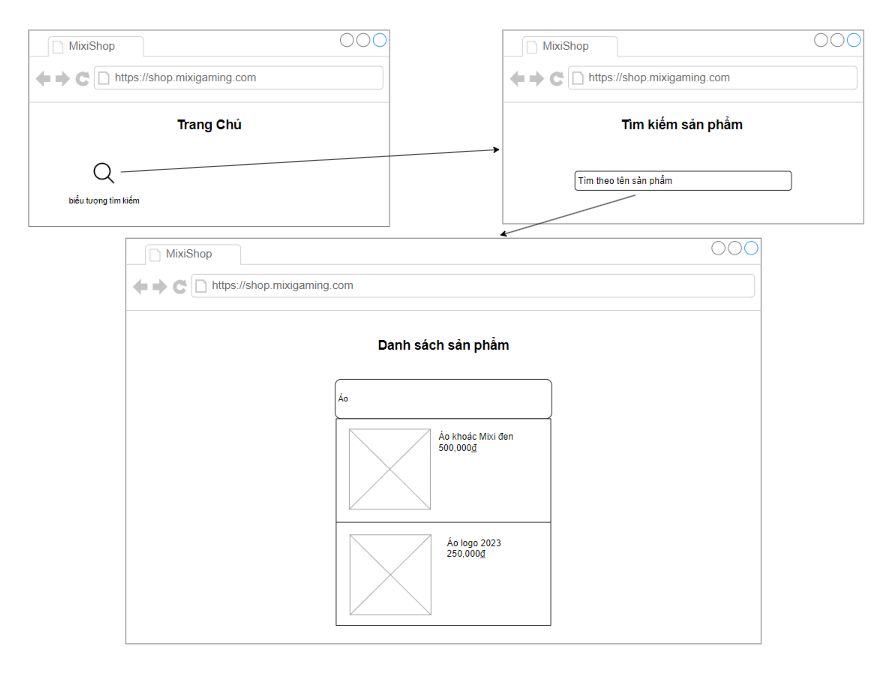 MixiShop
https://shop.mixigaming.com
Trang Chủ
biểu tượng tìm kiếm
MixiShop
https://shop.mixigaming.com
Tìm kiếm sản phẩm
Tìm theo tên sản phẩm
MixiShop
https://shop.mixigaming.com
Danh sách sản phẩm
Áo
Áo khoác Mixi đen
500,000₫
Áo logo 2023
250,000₫